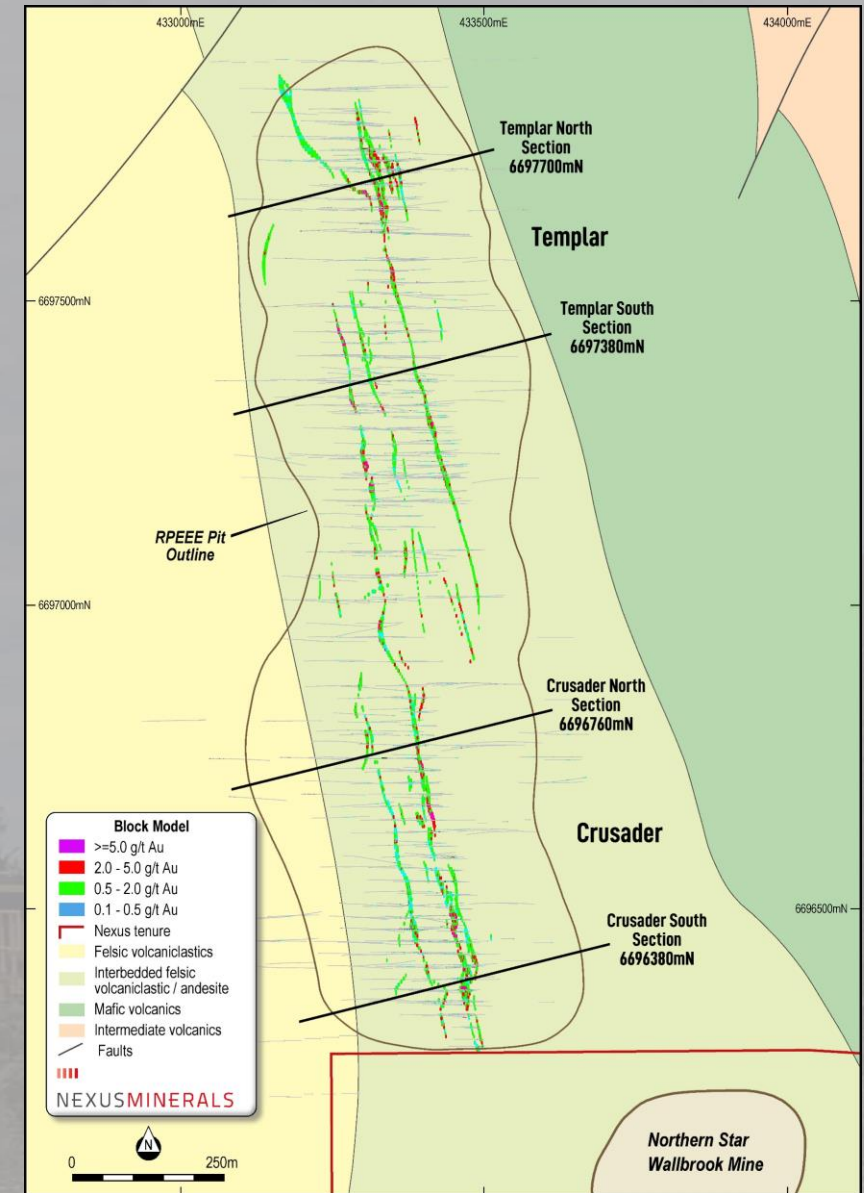 433000mE
433500mE
434000mE
Templar North
Section
6697700mN
Templar
6697500mN
Templar South
Section
6697380mN
RPEEE Pit
Outline
6697000mN
Crusader North
Section
6696760mN
Crusader
6696500mN
Crusader South
Section
6696380mN
Block Model
>=5.0 g/t Au
2.0 - 5.0 g/t Au
0.5 - 2.0 g/t Au
0.1 - 0.5 g/t Au
Nexus tenure
Felsic volcaniclastics
Interbedded felsic
volcaniclastic / andesite
Mafic volcanics
Intermediate volcanics
Faults
NEXUSMINERALS
N
0 250m
Northern Star
Wallbrook Mine